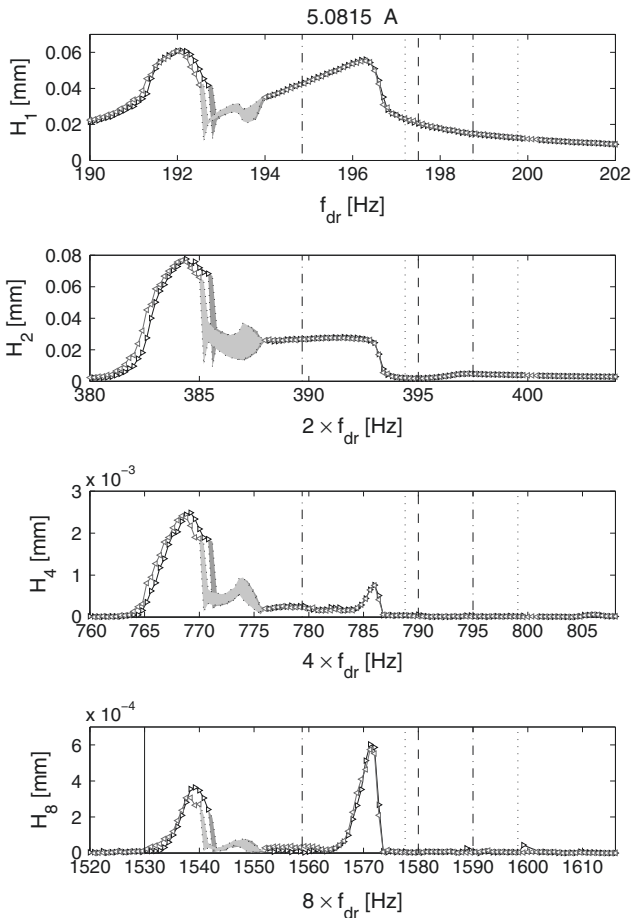 5.0815 A
H1 [mm]
0.06
0.04
0.02
0
190 192 194 196 198 200 202
fdr [Hz]
H2 [mm]
0.08
0.06
0.04
0.02
0
380 385 390 395 400
2 × fdr [Hz]
x 10-3
H4 [mm]
3
2
1
0
760 765 770 775 780 785 790 795 800 805
4 × fdr [Hz]
x 10-4
H8 [mm]
6
4
2
0
1520 1530 1540 1550 1560 1570 1580 1590 1600 1610
8 × fdr [Hz]